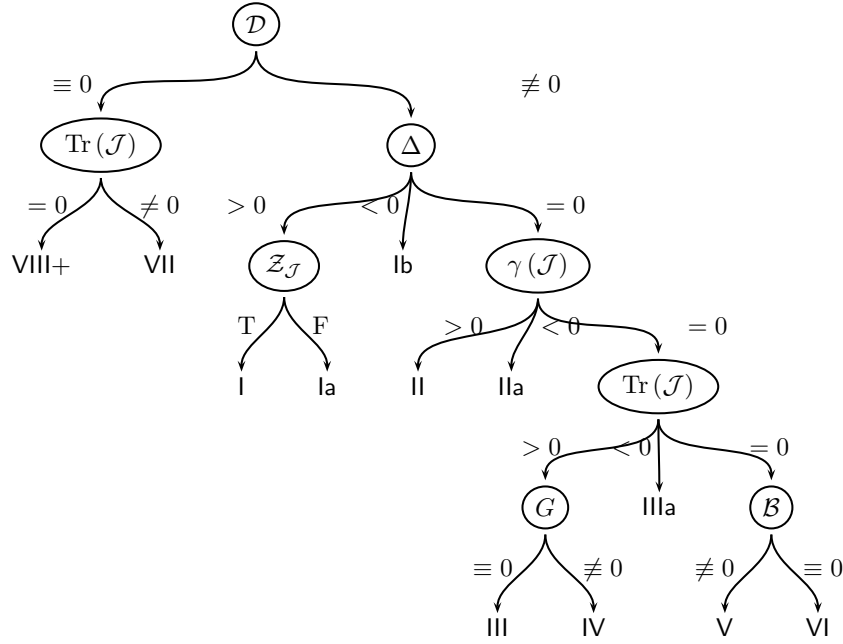 𝒟
≡ 0 ≢ 0
Tr (𝒥) Δ
= 0 ≠ 0 > 0 < 0 = 0
VIII+ VII 𝒵_𝒥 Ib γ (𝒥)
T F > 0 < 0 = 0
I Ia II IIa Tr (𝒥)
> 0 < 0 = 0
G IIIa ℬ
≡ 0 ≢ 0 ≢ 0 ≡ 0
III IV V VI